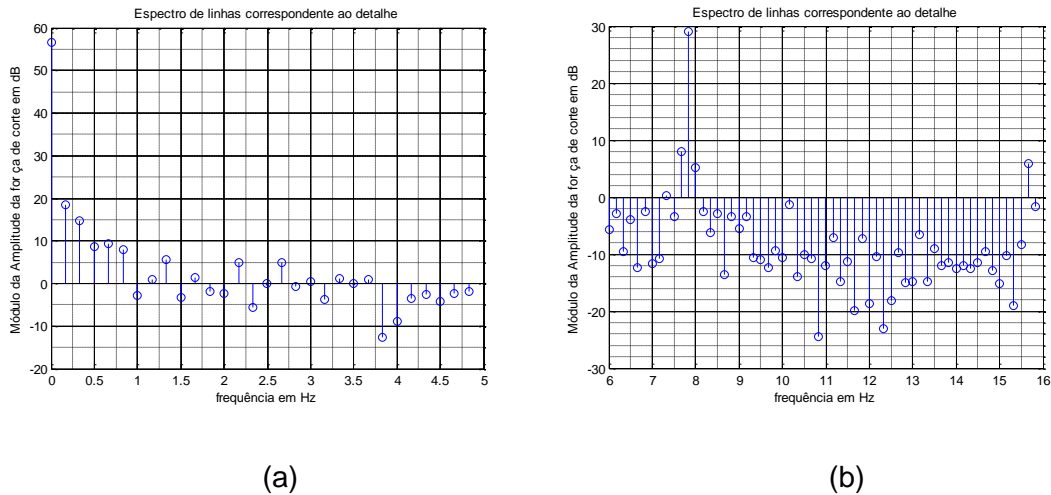 Espectro de linhas correspondente ao detalhe
60
50
40
30
20
10
0
-10
-20
Módulo da Amplitude da for ça de corte em dB
0 0.5 1 1.5 2 2.5 3 3.5 4 4.5 5
frequência em Hz
(a)
Espectro de linhas correspondente ao detalhe
30
20
10
0
-10
-20
-30
Módulo da Amplitude da for ça de corte em dB
6 7 8 9 10 11 12 13 14 15 16
frequência em Hz
(b)